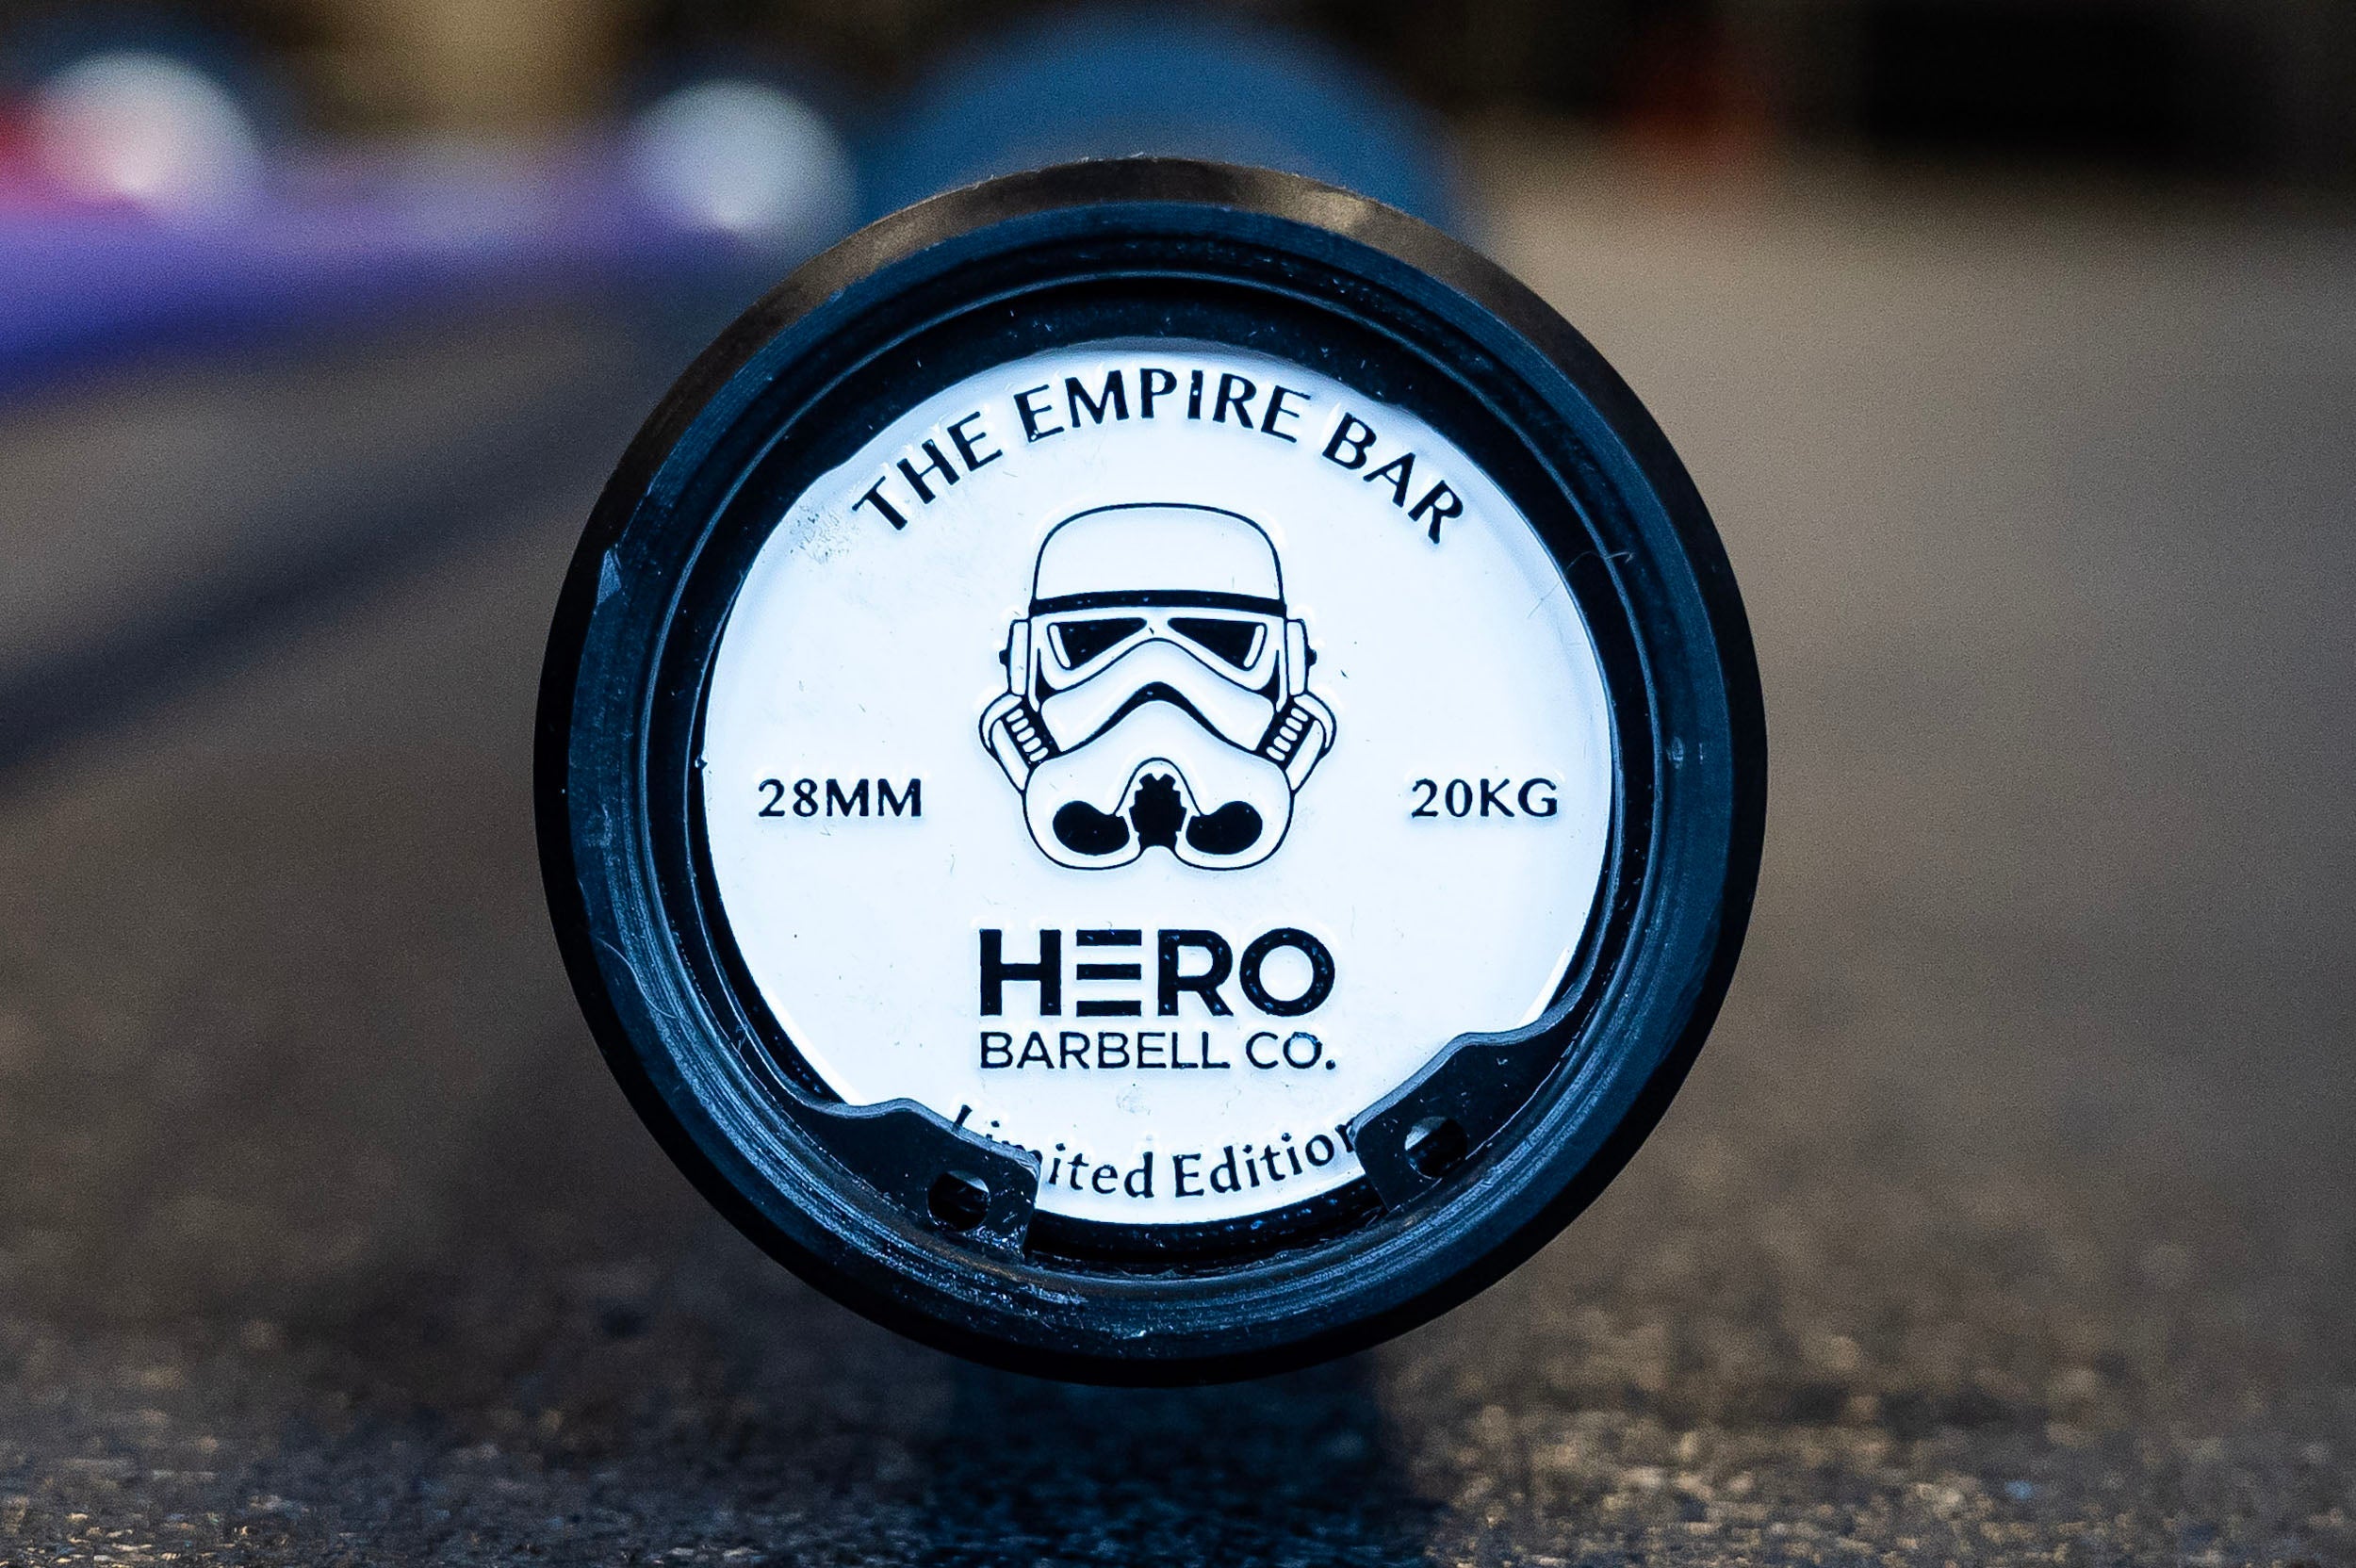 THE EMPIRE BAR
28MM
20KG
HERO
BARBELL CO.
Limited Edition